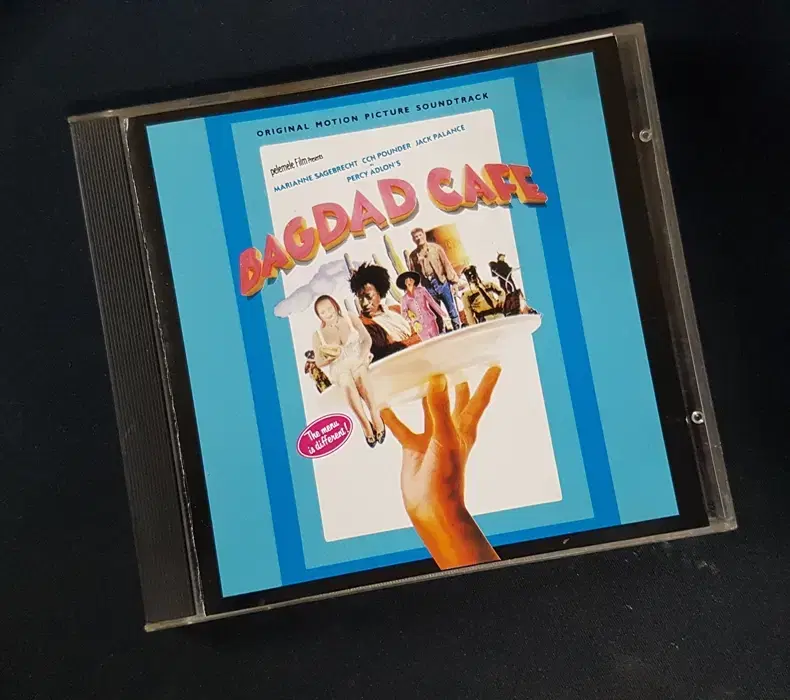 ORIGINAL MOTION PICTURE SOUNDTRACK
pelemele Film Presents
MARIANNE SAGEBRECHT CCH POUNDER JACK PALANCE
in
PERCY ADLON'S
BAGDAD CAFE
The menu
is different!